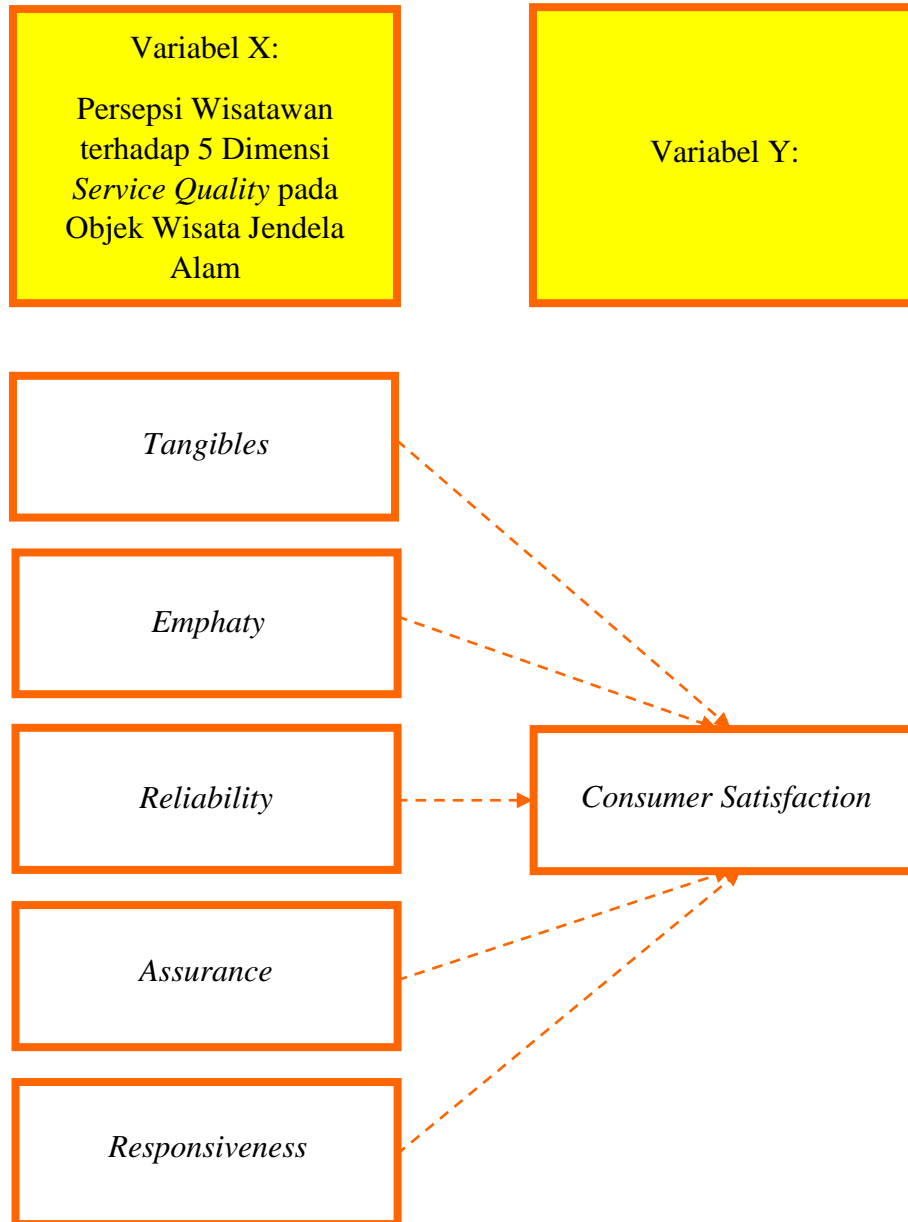 Variabel X:
Persepsi Wisatawan
terhadap 5 Dimensi
Service Quality pada
Objek Wisata Jendela
Alam
Variabel Y:
Tangibles
Emphaty
Reliability
Consumer Satisfaction
Assurance
Responsiveness